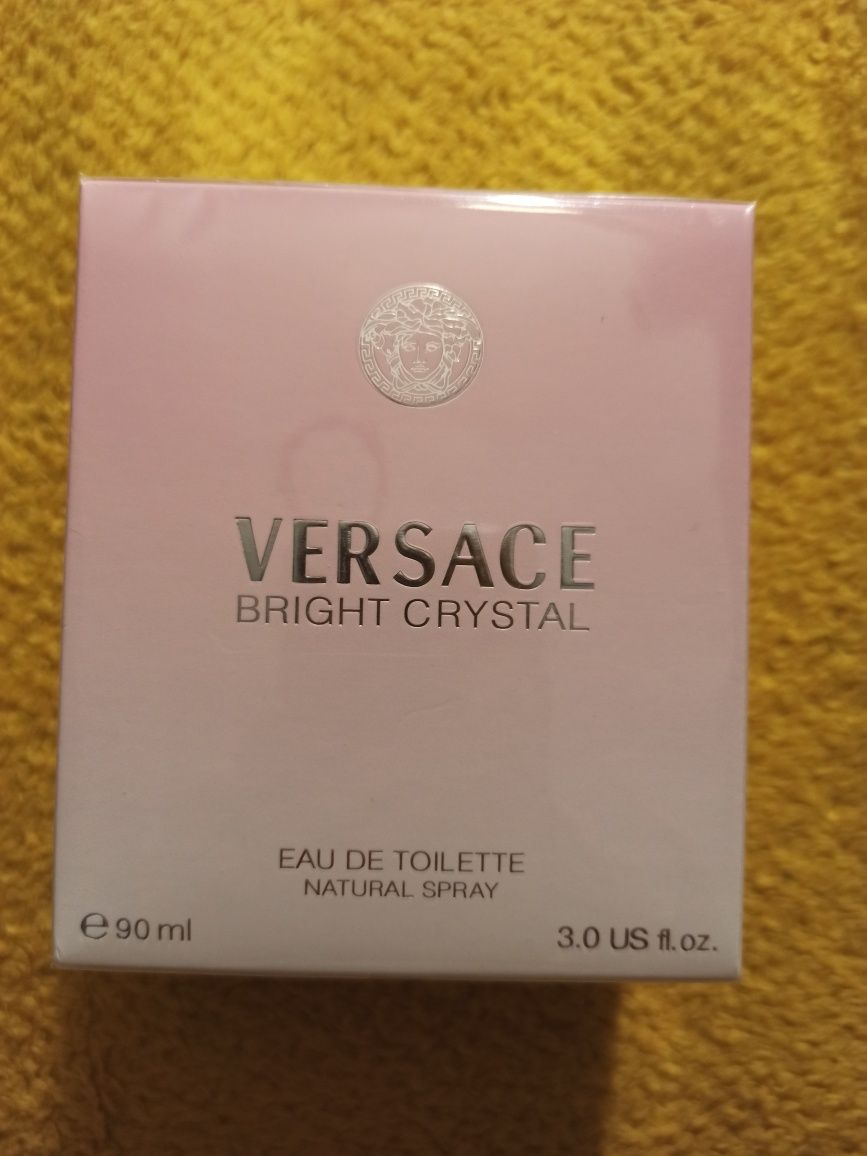 VERSACE
BRIGHT CRYSTAL
EAU DE TOILETTE
NATURAL SPRAY
℮ 90 ml
3.0 US fl.oz.